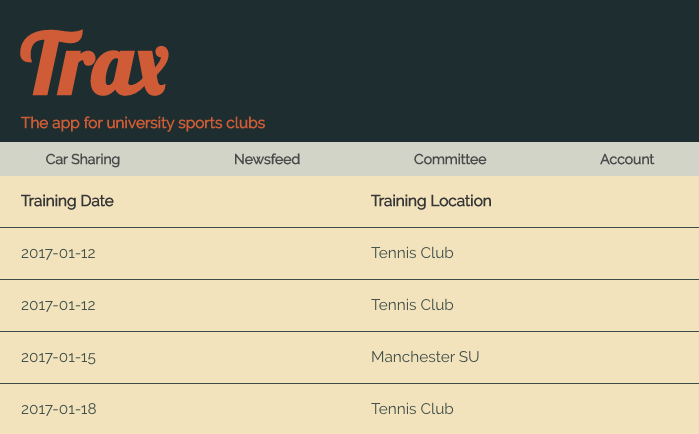 Trax
The app for university sports clubs
Car Sharing Newsfeed Committee Account
Training Date Training Location
2017-01-12 Tennis Club
2017-01-12 Tennis Club
2017-01-15 Manchester SU
2017-01-18 Tennis Club